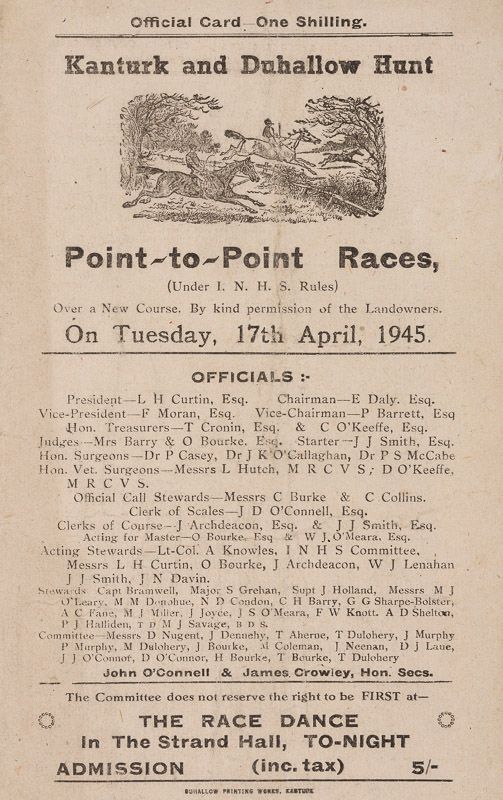 Official Card One Shilling.
Kanturk and Duhallow Hunt
Point-to-Point Races,
(Under I. N. H. S. Rules)
Over a New Course. By kind permission of the Landowners.
On Tuesday, 17th April, 1945.
OFFICIALS :-
President—L H Curtin, Esq. Chairman—E Daly. Esq.
Vice-President—F Moran, Esq. Vice-Chairman—P Barrett, Esq
Hon. Treasurers—T Cronin, Esq. & C O'Keeffe, Esq.
Judges—Mrs Barry & O Bourke. Esq. Starter—J J Smith, Esq.
Hon. Surgeons—Dr P Casey, Dr J K O'Callaghan, Dr P S McCabe
Hon. Vet. Surgeons—Messrs L Hutch, M R C V S; D O'Keeffe,
M R C V S.
Official Call Stewards—Messrs C Burke & C Collins.
Clerk of Scales—J D O'Connell, Esq.
Clerks of Course—J Archdeacon, Esq. & J J Smith, Esq.
Acting for Master—O Bourke, Esq & W J. O'Meara, Esq.
Acting Stewards—Lt-Col. A Knowles, I N H S Committee,
Messrs L H Curtin, O Bourke, J Archdeacon, W J Lenahan
J J Smith, J N Davin.
Stewards Capt Bramwell, Major S Grehan, Supt J Holland, Messrs M J
O'Leary, M M Donohue, N D Condon, C H Barry, G G Sharpe-Bolster,
A C Fane, M J Miller, J Joyce, J S O'Meara, F W Knott. A D Shelton,
P J Halliden, T D M J Savage, B D S.
Committee—Messrs D Nugent, J Dennehy, T Aherne, T Dulohery, J Murphy
P Murphy, M Dulohery, J Bourke, M Coleman, J Neenan, D J Lane,
J J O'Connor, D O'Connor, H Bourke, T Bourke, T Dulohery
John O'Connell & James Crowley, Hon. Secs.
The Committee does not reserve the right to be FIRST at—
THE RACE DANCE
In The Strand Hall, TO-NIGHT
ADMISSION (inc. tax) 5/-
DUHALLOW PRINTING WORKS, KANTURK